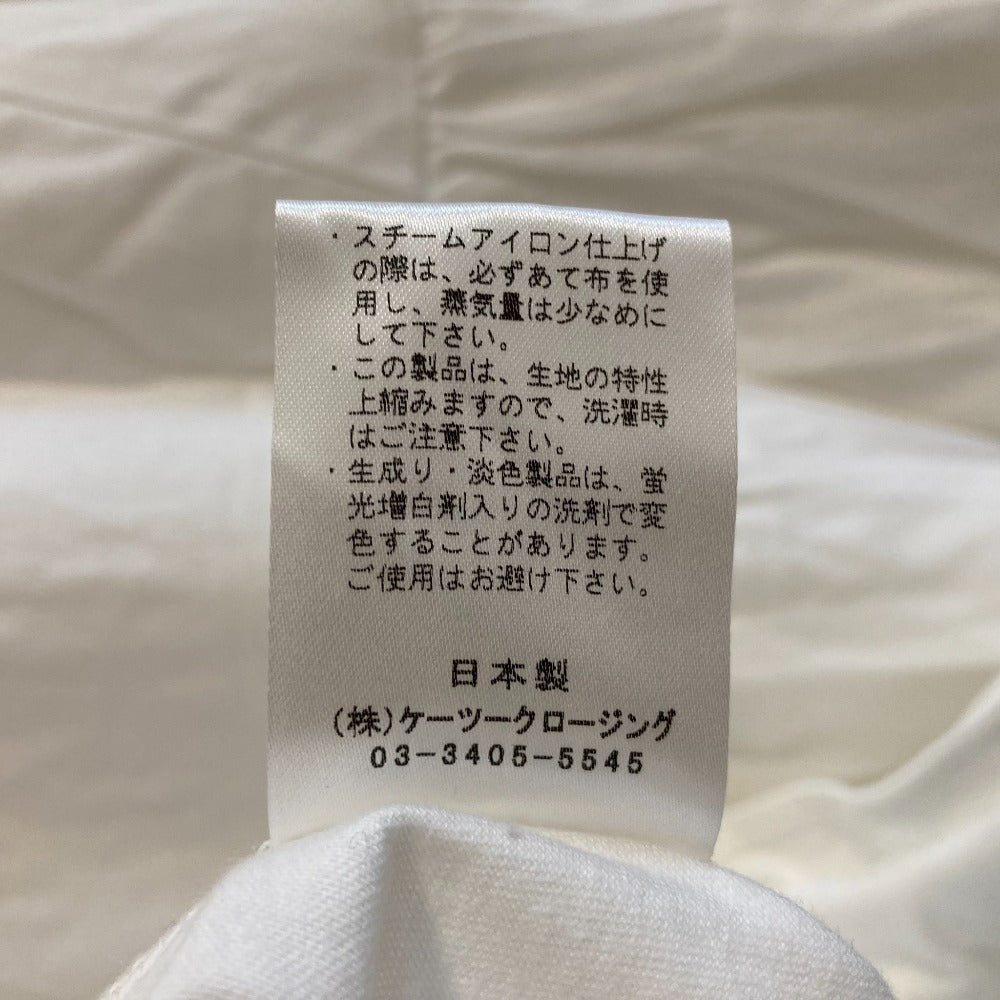 ・スチームアイロン仕上げ
の際は、必ずあて布を使
用し、蒸気量は少なめに
して下さい。
・この製品は、生地の特性
上縮みますので、洗濯時
はご注意下さい。
・生成り・淡色製品は、蛍
光増白剤入りの洗剤で変
色することがあります。
ご使用はお避け下さい。
日本製
(株)ケーツークロージング
03-3405-5545